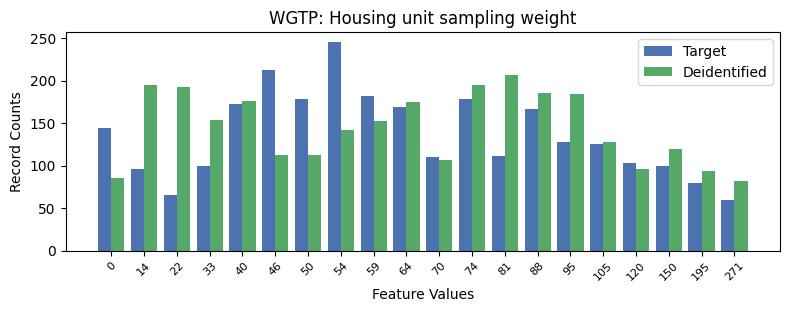 WGTP: Housing unit sampling weight
Target
Deidentified
Record Counts
250
200
150
100
50
0
0 14 22 33 40 46 50 54 59 64 70 74 81 88 95 105 120 150 195 271
Feature Values